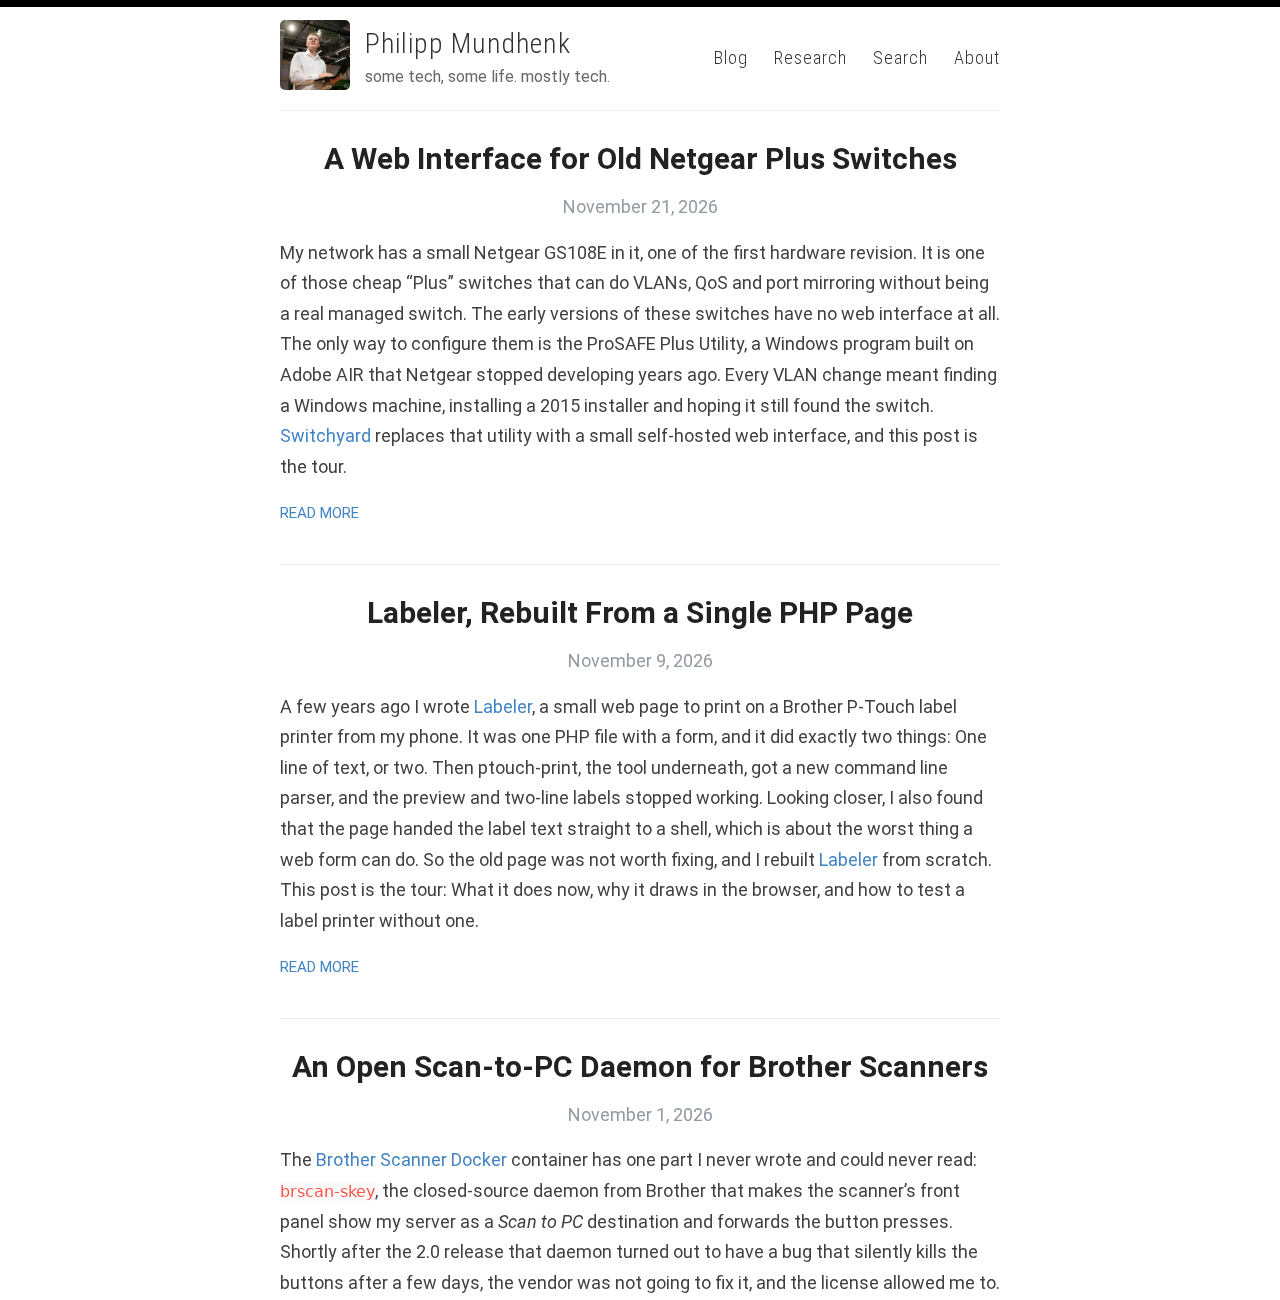 Philipp Mundhenk
some tech, some life. mostly tech.
Blog Research Search About
A Web Interface for Old Netgear Plus Switches
November 21, 2026
My network has a small Netgear GS108E in it, one of the first hardware revision. It is one
of those cheap “Plus” switches that can do VLANs, QoS and port mirroring without being
a real managed switch. The early versions of these switches have no web interface at all.
The only way to configure them is the ProSAFE Plus Utility, a Windows program built on
Adobe AIR that Netgear stopped developing years ago. Every VLAN change meant finding
a Windows machine, installing a 2015 installer and hoping it still found the switch.
Switchyard replaces that utility with a small self-hosted web interface, and this post is
the tour.
READ MORE
Labeler, Rebuilt From a Single PHP Page
November 9, 2026
A few years ago I wrote Labeler, a small web page to print on a Brother P-Touch label
printer from my phone. It was one PHP file with a form, and it did exactly two things: One
line of text, or two. Then ptouch-print, the tool underneath, got a new command line
parser, and the preview and two-line labels stopped working. Looking closer, I also found
that the page handed the label text straight to a shell, which is about the worst thing a
web form can do. So the old page was not worth fixing, and I rebuilt Labeler from scratch.
This post is the tour: What it does now, why it draws in the browser, and how to test a
label printer without one.
READ MORE
An Open Scan-to-PC Daemon for Brother Scanners
November 1, 2026
The Brother Scanner Docker container has one part I never wrote and could never read:
brscan-skey, the closed-source daemon from Brother that makes the scanner’s front
panel show my server as a Scan to PC destination and forwards the button presses.
Shortly after the 2.0 release that daemon turned out to have a bug that silently kills the
buttons after a few days, the vendor was not going to fix it, and the license allowed me to.